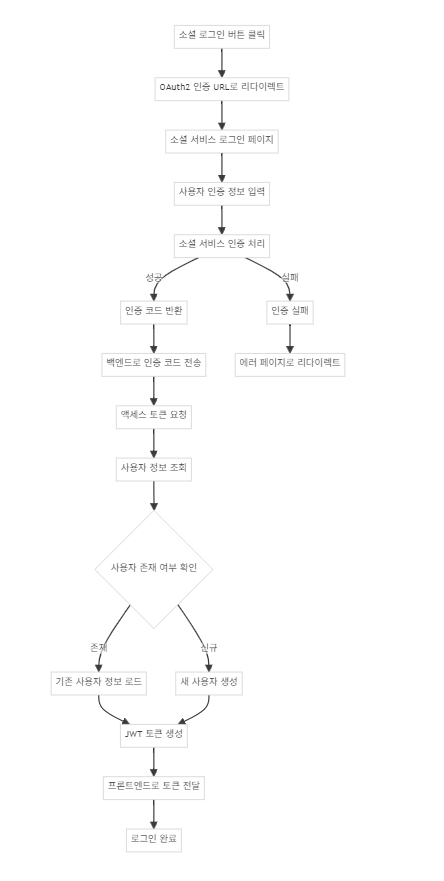 소셜 로그인 버튼 클릭
OAuth2 인증 URL로 리다이렉트
소셜 서비스 로그인 페이지
사용자 인증 정보 입력
소셜 서비스 인증 처리
성공
실패
인증 코드 반환
인증 실패
백엔드로 인증 코드 전송
에러 페이지로 리다이렉트
액세스 토큰 요청
사용자 정보 조회
사용자 존재 여부 확인
존재
신규
기존 사용자 정보 로드
새 사용자 생성
JWT 토큰 생성
프론트엔드로 토큰 전달
로그인 완료